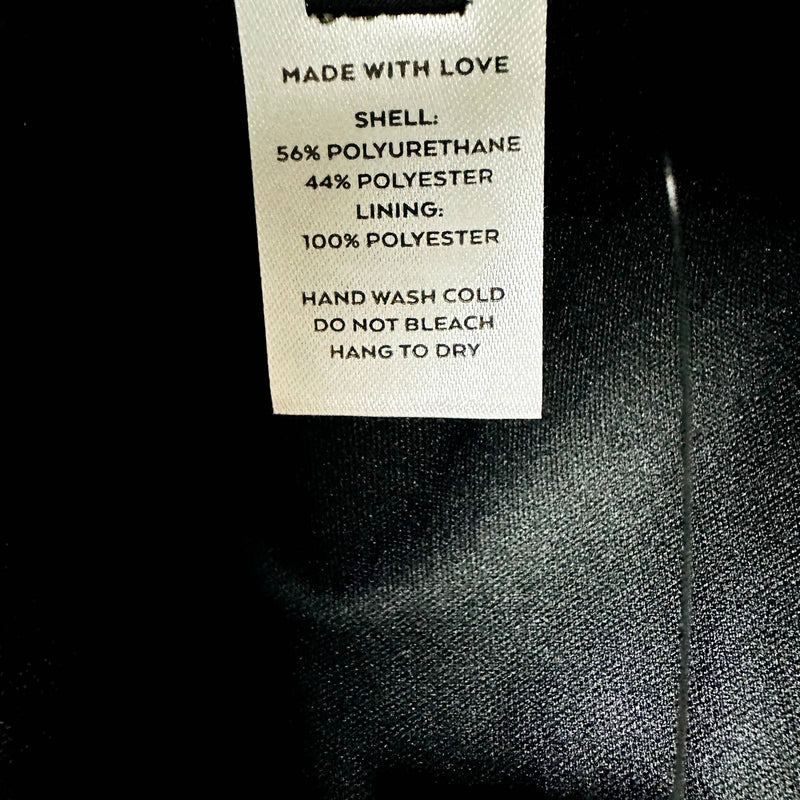 MADE WITH LOVE
SHELL:
56% POLYURETHANE
44% POLYESTER
LINING:
100% POLYESTER
HAND WASH COLD
DO NOT BLEACH
HANG TO DRY